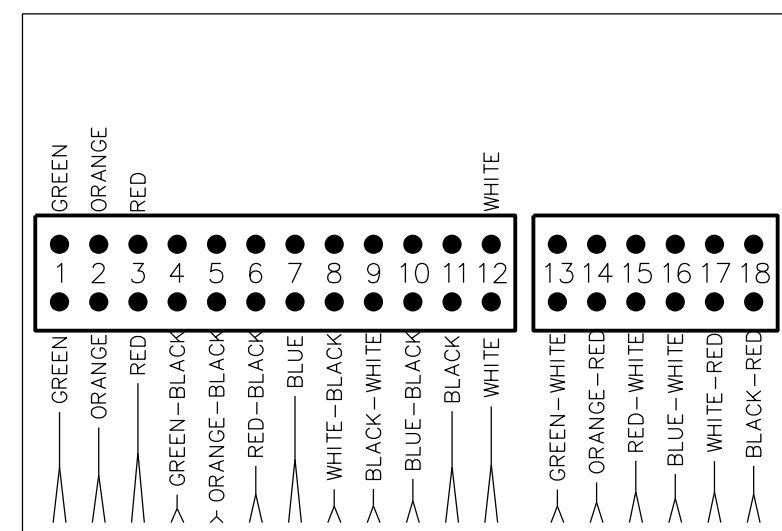 GREEN
ORANGE
RED
WHITE
1 2 3 4 5 6 7 8 9 10 11 12
13 14 15 16 17 18
GREEN
ORANGE
RED
GREEN-BLACK
ORANGE-BLACK
RED-BLACK
BLUE
WHITE-BLACK
BLACK-WHITE
BLUE-BLACK
BLACK
WHITE
GREEN-WHITE
ORANGE-RED
RED-WHITE
BLUE-WHITE
WHITE-RED
BLACK-RED